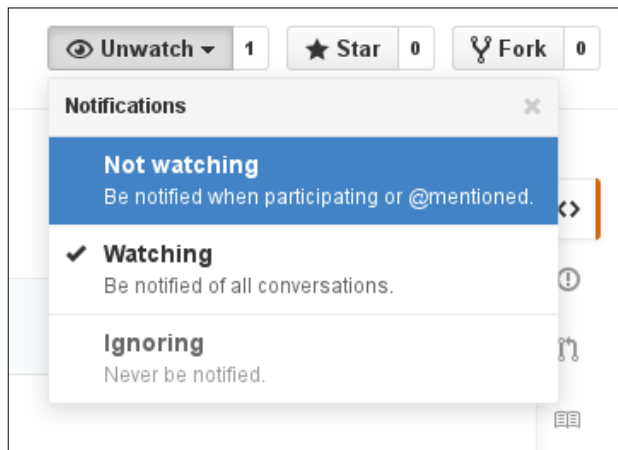 Unwatch 1 Star 0 Fork 0
Notifications
Not watching
Be notified when participating or @mentioned.
Watching
Be notified of all conversations.
Ignoring
Never be notified.